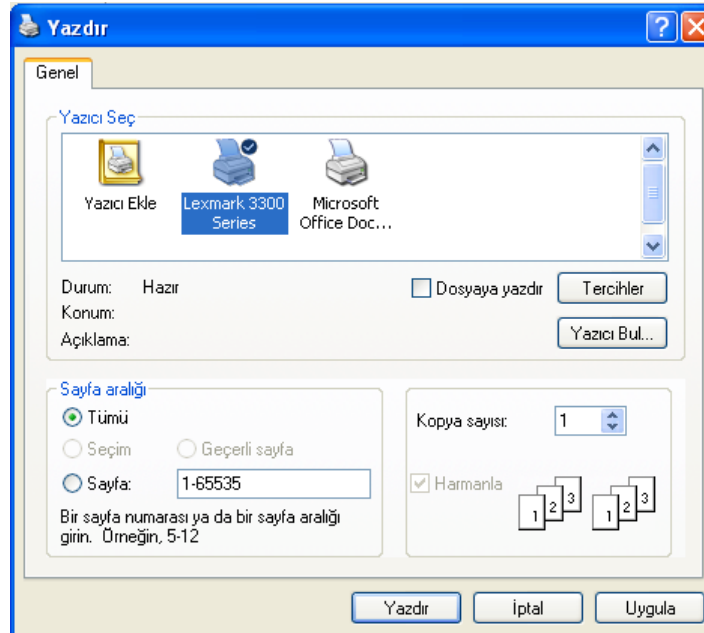 Yazdır
Genel
Yazıcı Seç
Yazıcı Ekle
Lexmark 3300
Series
Microsoft
Office Doc...
Durum: Hazır
Dosyaya yazdır
Tercihler
Konum:
Açıklama:
Yazıcı Bul...
Sayfa aralığı
Tümü
Seçim
Geçerli sayfa
Sayfa: 1-65535
Bir sayfa numarası ya da bir sayfa aralığı
girin. Örneğin, 5-12
Kopya sayısı: 1
Harmanla
1 2 3 1 2 3
Yazdır
İptal
Uygula